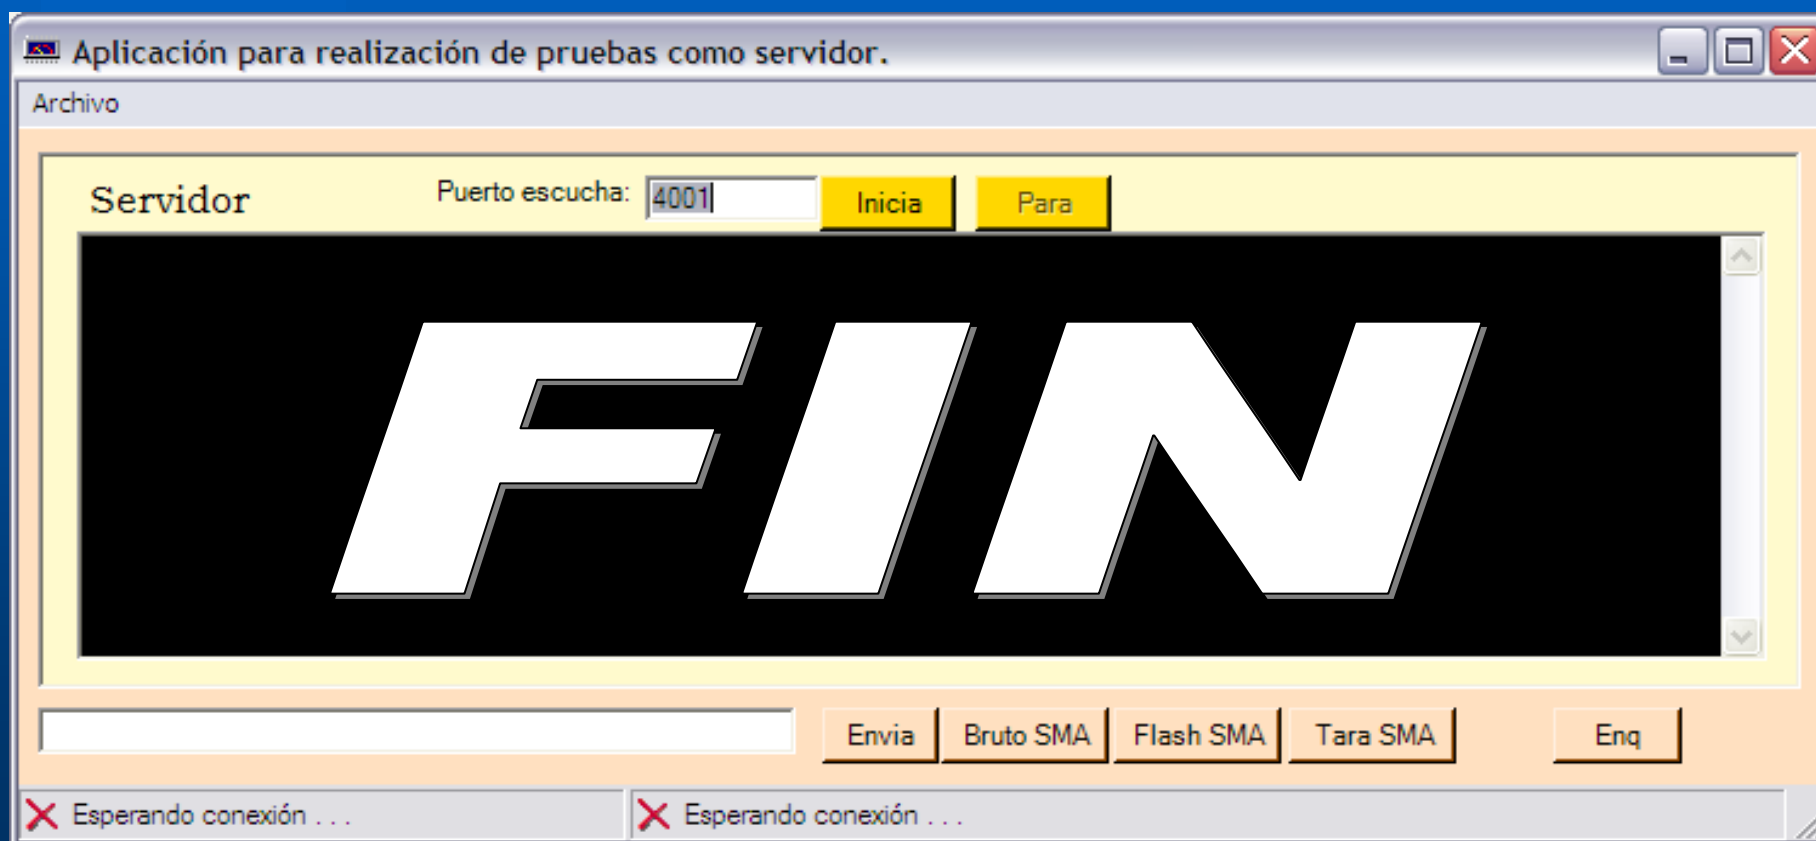 Aplicación para realización de pruebas como servidor.
Archivo
Servidor Puerto escucha: 4001 Inicia Para
FIN
Envia Bruto SMA Flash SMA Tara SMA Enq
Esperando conexión . . . Esperando conexión . . .